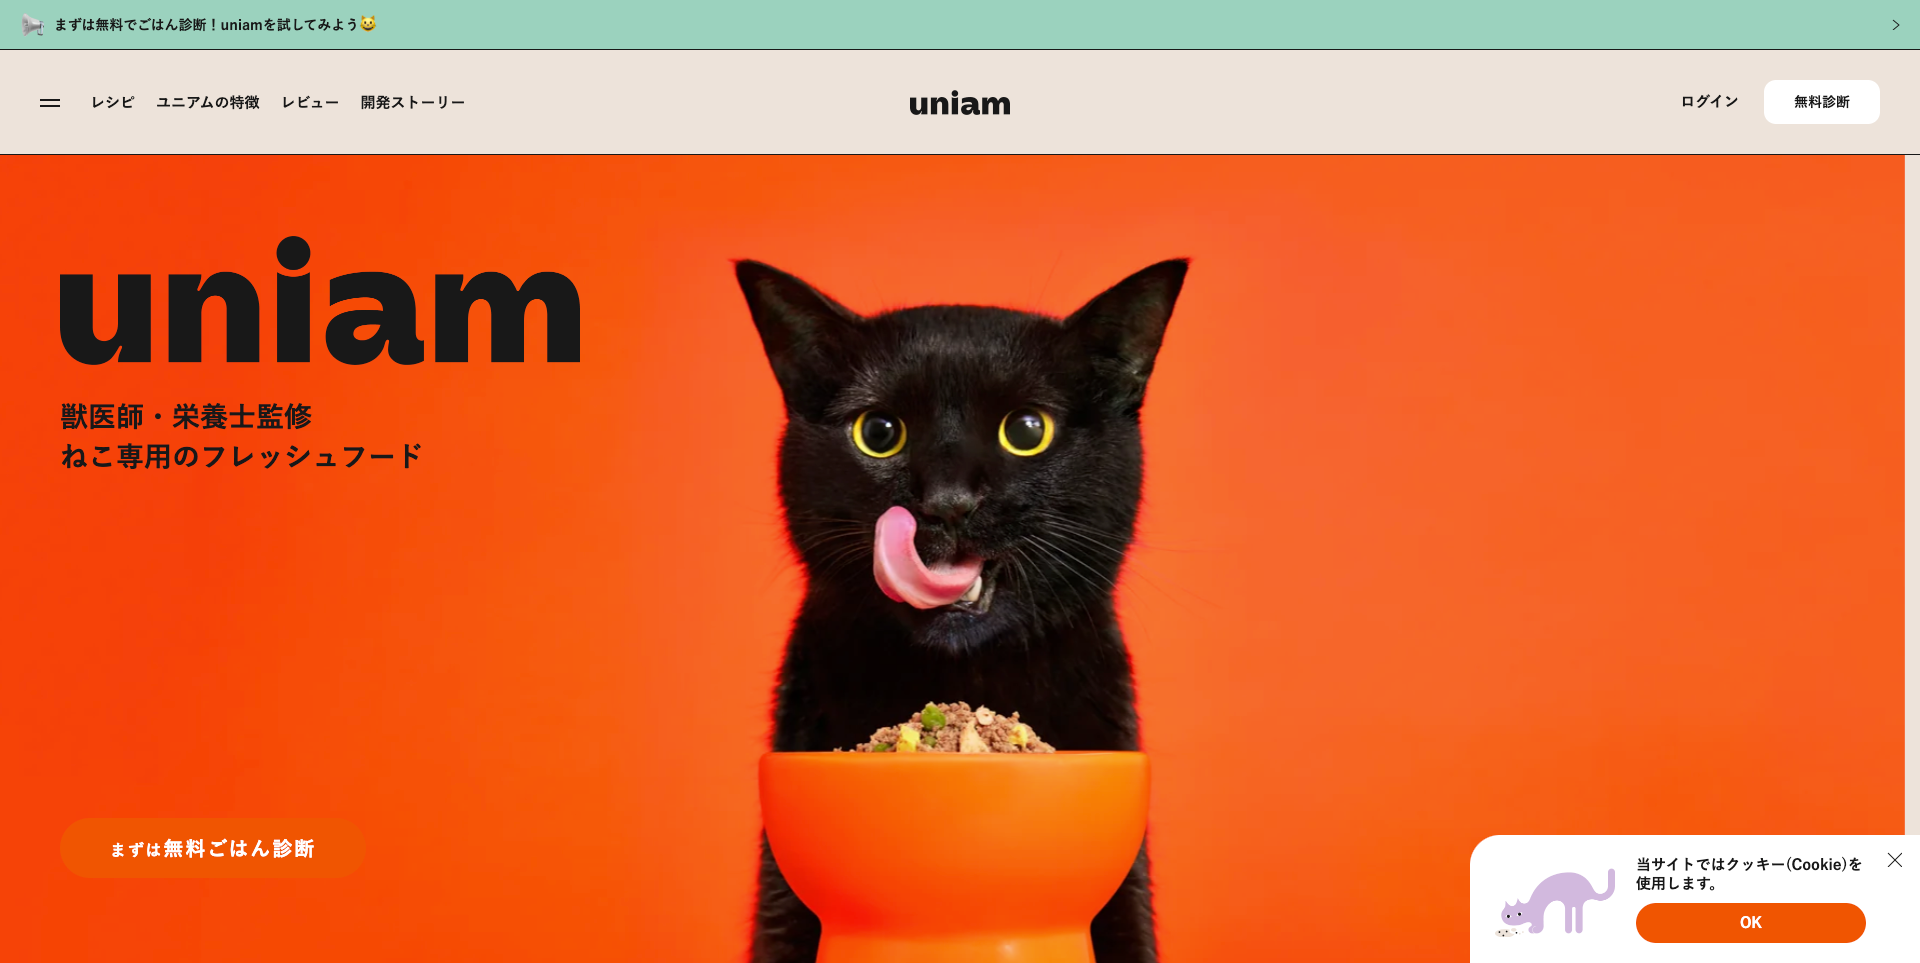 まずは無料でごはん診断！uniamを試してみよう😺
レシピ
ユニアムの特徴
レビュー
開発ストーリー
uniam
ログイン
無料診断
uniam
獣医師・栄養士監修
ねこ専用のフレッシュフード
まずは無料ごはん診断
当サイトではクッキー(Cookie)を
使用します。
OK